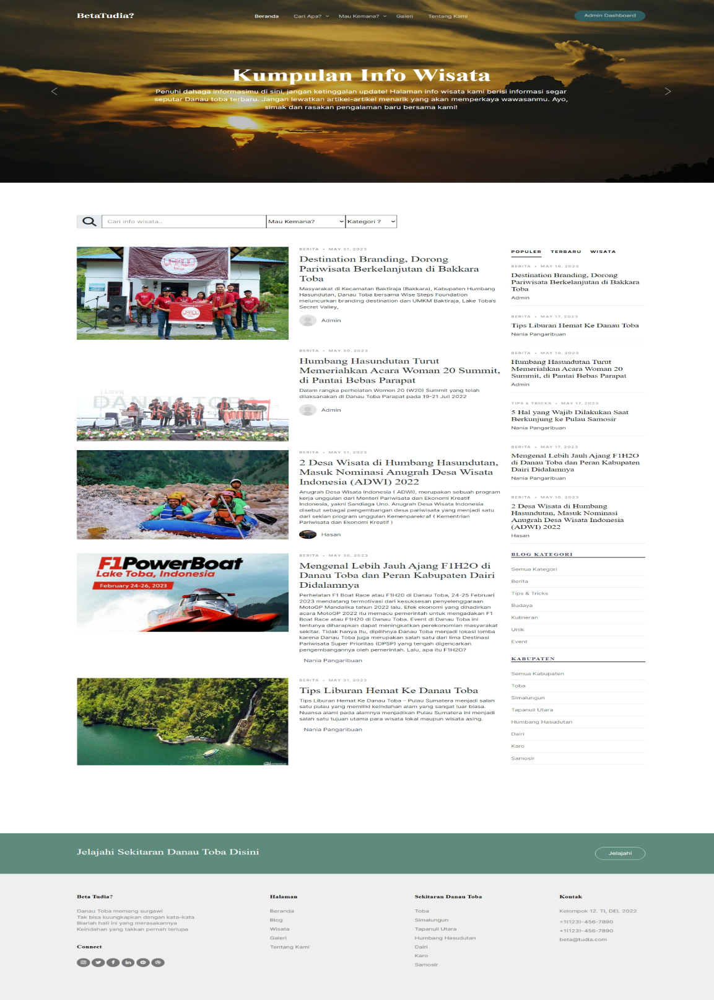 BetaTudia?
Beranda
Cari Apa?
Mau Kemana?
Galeri
Tentang Kami
Admin Dashboard
Kumpulan Info Wisata
Penuhi dahaga informasimu di sini, jangan ketinggalan update! Halaman info wisata kami berisi informasi segar
seputar Danau toba terbaru. Jangan lewatkan artikel-artikel menarik yang akan memperkaya wawasanmu. Ayo,
simak dan rasakan pengalaman baru bersama kami!
Cari info wisata..
Mau Kemana?
Kategori ?
BERITA • MAY 31, 2023
Destination Branding, Dorong
Pariwisata Berkelanjutan di Bakkara
Toba
Masyarakat di Kecamatan Baktiraja (Bakkara), Kabupaten Humbang
Hasundutan, Danau Toba bersama Wise Steps Foundation
meluncurkan branding destination dan UMKM Baktiraja, Lake Toba's
Secret Valley,
Admin
I LOVE
DANAU TOBA
BERITA • MAY 30, 2023
Humbang Hasundutan Turut
Memeriahkan Acara Woman 20 Summit,
di Pantai Bebas Parapat
Dalam rangka perhelatan Women 20 (W20) Summit yang telah
dilaksanakan di Danau Toba Parapat pada 19-21 Juli 2022
Admin
BERITA • MAY 31, 2023
2 Desa Wisata di Humbang Hasundutan,
Masuk Nominasi Anugrah Desa Wisata
Indonesia (ADWI) 2022
Anugrah Desa Wisata Indonesia ( ADWI), merupakan sebuah program
kerja unggulan dari Menteri Pariwisata dan Ekonomi Kreatif
Indonesia, yakni Sandiaga Uno. Anugrah Desa Wisata Indonesia
disebut sebagai pengembangan desa pariwisata yang menjadi satu
dari sekian program unggulan Kemenparekraf ( Kementrian
Pariwisata dan Ekonomi Kreatif )
Hasan
F1PowerBoat
Lake Toba, Indonesia
February 24-26, 2023
BERITA • MAY 30, 2023
Mengenal Lebih Jauh Ajang F1H2O di
Danau Toba dan Peran Kabupaten Dairi
Didalamnya
Perhelatan F1 Boat Race atau F1H20 di Danau Toba, 24-25 Februari
2023 mendatang termotivasi dari kesuksesan penyelenggaraan
MotoGP Mandalika tahun 2022 lalu. Efek ekonomi yang dihadirkan
acara MotoGP 2022 itu memacu pemerintah untuk mengadakan F1
Boat Race atau F1H20 di Danau Toba. Event di Danau Toba ini
tentunya diharapkan dapat meningkatkan perekonomian masyarakat
sekitar. Tidak hanya itu, dipilihnya Danau Toba menjadi lokasi lomba
karena Danau Toba juga merupakan salah satu dari lima Destinasi
Pariwisata Super Prioritas (DPSP) yang tengah digencarkan
pengembangannya oleh pemerintah. Lalu, apa itu F1H2O?
Nania Pangaribuan
BERITA • MAY 31, 2023
Tips Liburan Hemat Ke Danau Toba
Tips Liburan Hemat Ke Danau Toba – Pulau Sumatera menjadi salah
satu pulau yang memiliki keindahan alam yang sangat luar biasa.
Nuansa alami pada alamnya menjadikan Pulau Sumatera ini menjadi
salah satu tujuan utama para wisata lokal maupun wisata asing.
Nania Pangaribuan
POPULER
TERBARU
WISATA
BERITA • MAY 16, 2023
Destination Branding, Dorong
Pariwisata Berkelanjutan di Bakkara
Toba
Admin
BERITA • MAY 17, 2023
Tips Liburan Hemat Ke Danau Toba
Nania Pangaribuan
BERITA • MAY 16, 2023
Humbang Hasundutan Turut
Memeriahkan Acara Woman 20
Summit, di Pantai Bebas Parapat
Admin
TIPS & TRICKS • MAY 17, 2023
5 Hal yang Wajib Dilakukan Saat
Berkunjung ke Pulau Samosir
Nania Pangaribuan
BERITA • MAY 17, 2023
Mengenal Lebih Jauh Ajang F1H2O
di Danau Toba dan Peran Kabupaten
Dairi Didalamnya
Nania Pangaribuan
BERITA • MAY 16, 2023
2 Desa Wisata di Humbang
Hasundutan, Masuk Nominasi
Anugrah Desa Wisata Indonesia
(ADWI) 2022
Hasan
BLOG KATEGORI
Semua Kategori
Berita
Tips & Tricks
Budaya
Kulineran
Unik
Event
KABUPATEN
Semua Kabupaten
Toba
Simalungun
Tapanuli Utara
Humbang Hasudutan
Dairi
Karo
Samosir
Jelajahi Sekitaran Danau Toba Disini
Jelajahi
Beta Tudia?
Danau Toba memang surgawi
Tak bisa kuungkapkan dengan kata-kata
Biarlah hati ini yang merasakannya
Keindahan yang takkan pernah terlupa
Connect
Halaman
Beranda
Blog
Wisata
Galeri
Tentang Kami
Sekitaran Danau Toba
Toba
Simalungun
Tapanuli Utara
Humbang Hasudutan
Dairi
Karo
Samosir
Kontak
Kelompok 12. TI, DEL 2022
+1(123)-456-7890
+1(123)-456-7890
beta@tudia.com